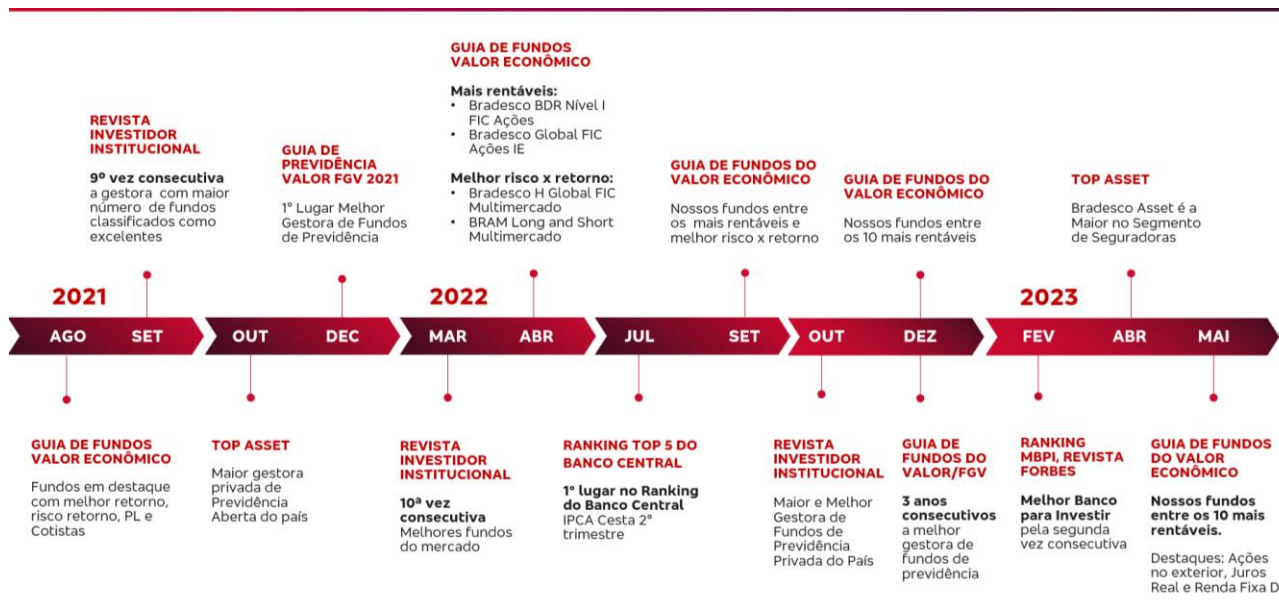 GUIA DE FUNDOS
VALOR ECONÔMICO
Mais rentáveis:
• Bradesco BDR Nível I
FIC Ações
• Bradesco Global FIC
Ações IE
Melhor risco x retorno:
• Bradesco H Global FIC
Multimercado
• BRAM Long and Short
Multimercado
REVISTA
INVESTIDOR
INSTITUCIONAL
9º vez consecutiva
a gestora com maior
número de fundos
classificados como
excelentes
GUIA DE
PREVIDÊNCIA
VALOR FGV 2021
1º Lugar Melhor
Gestora de Fundos
de Previdência
GUIA DE FUNDOS DO
VALOR ECONÔMICO
Nossos fundos entre
os mais rentáveis e
melhor risco x retorno
GUIA DE FUNDOS DO
VALOR ECONÔMICO
Nossos fundos entre
os 10 mais rentáveis
TOP ASSET
Bradesco Asset é a
Maior no Segmento
de Seguradoras
2021
2022
2023
AGO SET OUT DEC MAR ABR JUL SET OUT DEZ FEV ABR MAI
GUIA DE FUNDOS
VALOR ECONÔMICO
Fundos em destaque
com melhor retorno,
risco retorno, PL e
Cotistas
TOP ASSET
Maior gestora
privada de
Previdência
Aberta do país
REVISTA
INVESTIDOR
INSTITUCIONAL
10ª vez
consecutiva
Melhores fundos
do mercado
RANKING TOP 5 DO
BANCO CENTRAL
1º lugar no Ranking
do Banco Central
IPCA Cesta 2º
trimestre
REVISTA
INVESTIDOR
INSTITUCIONAL
Maior e Melhor
Gestora de
Fundos de
Previdência
Privada do País
GUIA DE
FUNDOS DO
VALOR/FGV
3 anos
consecutivos
a melhor
gestora de
fundos de
previdência
RANKING
MBPI, REVISTA
FORBES
Melhor Banco
para Investir
pela segunda
vez consecutiva
GUIA DE FUNDOS
DO VALOR
ECONÔMICO
Nossos fundos
entre os 10 mais
rentáveis.
Destaques: Ações
no exterior, Juros
Real e Renda Fixa D